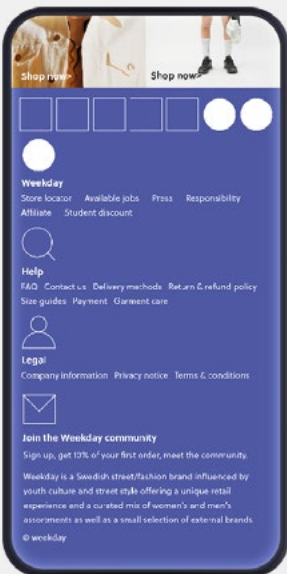 Shop now> Shop now>
Weekday
Store locator Available jobs Press Responsibility
Affiliate Student discount
Help
FAQ Contact us Delivery methods Return & refund policy
Size guides Payment Garment care
Legal
Company information Privacy notice Terms & conditions
Join the Weekday community
Sign up, get 10% of your first order, meet the community.
Weekday is a Swedish street/fashion brand influenced by
youth culture and street style offering a unique retail
experience and a curated mix of women's and men's
assortments as well as a small selection of external brands
© weekday